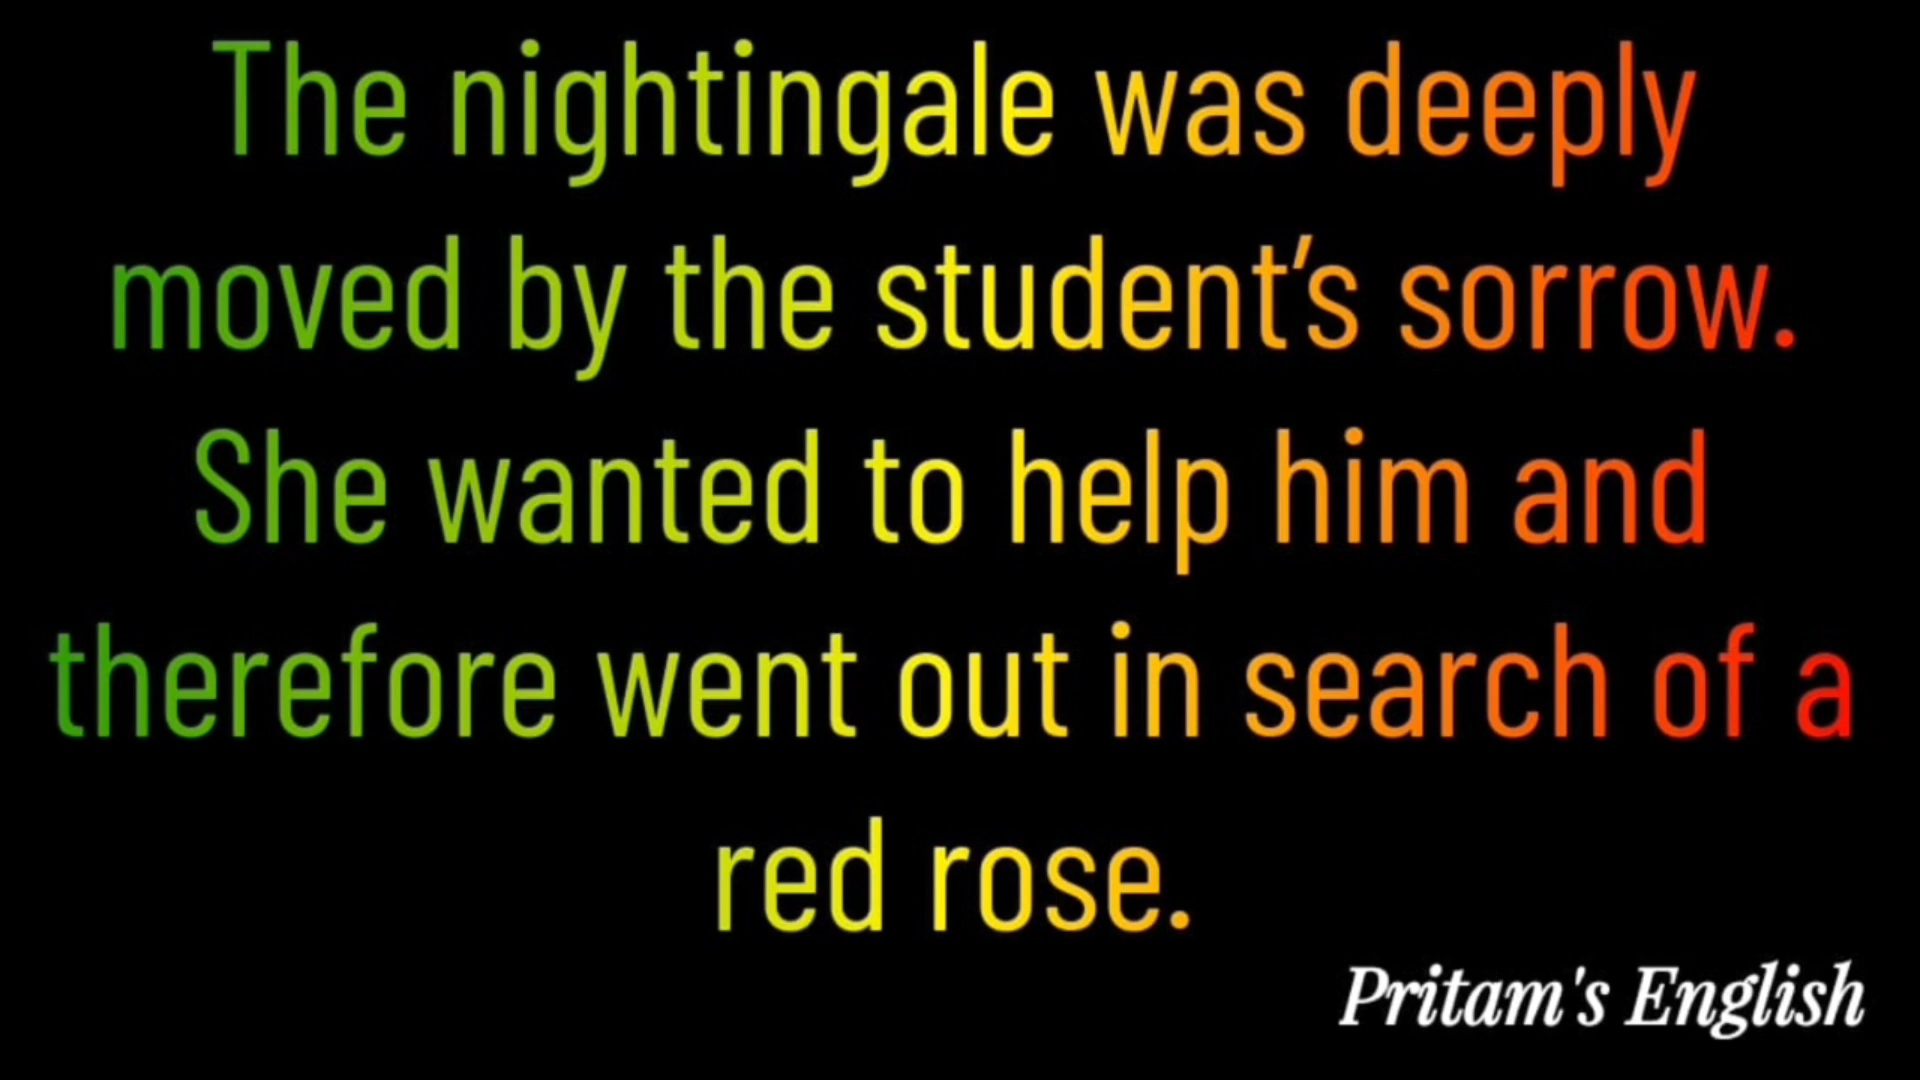 The nightingale was deeply
moved by the student’s sorrow.
She wanted to help him and
therefore went out in search of a
red rose.
Pritam's English